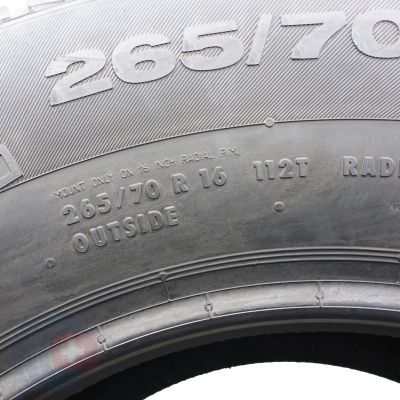 265/70
MOUNT ONLY ON 16 INCH RADIAL RIM.
265/70 R 16 112T RADI
OUTSIDE